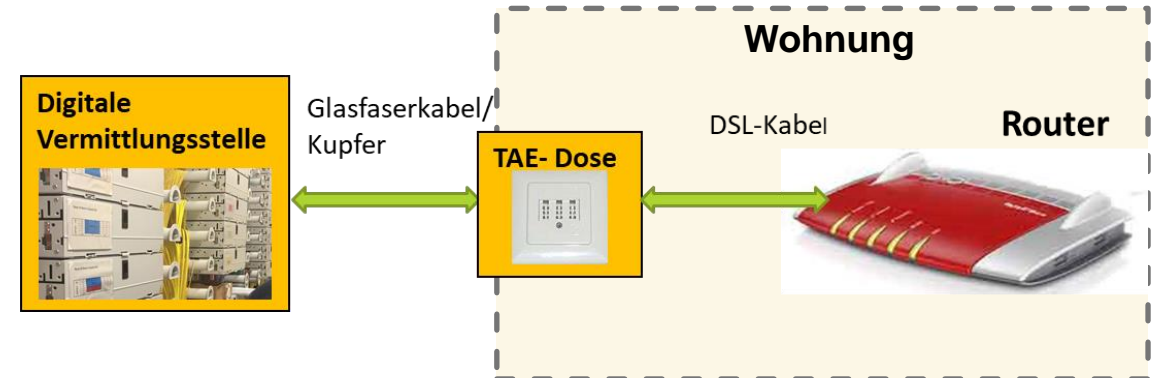 Wohnung
Digitale
Vermittlungsstelle
Glasfaserkabel/
Kupfer
TAE- Dose
DSL-Kabel
Router